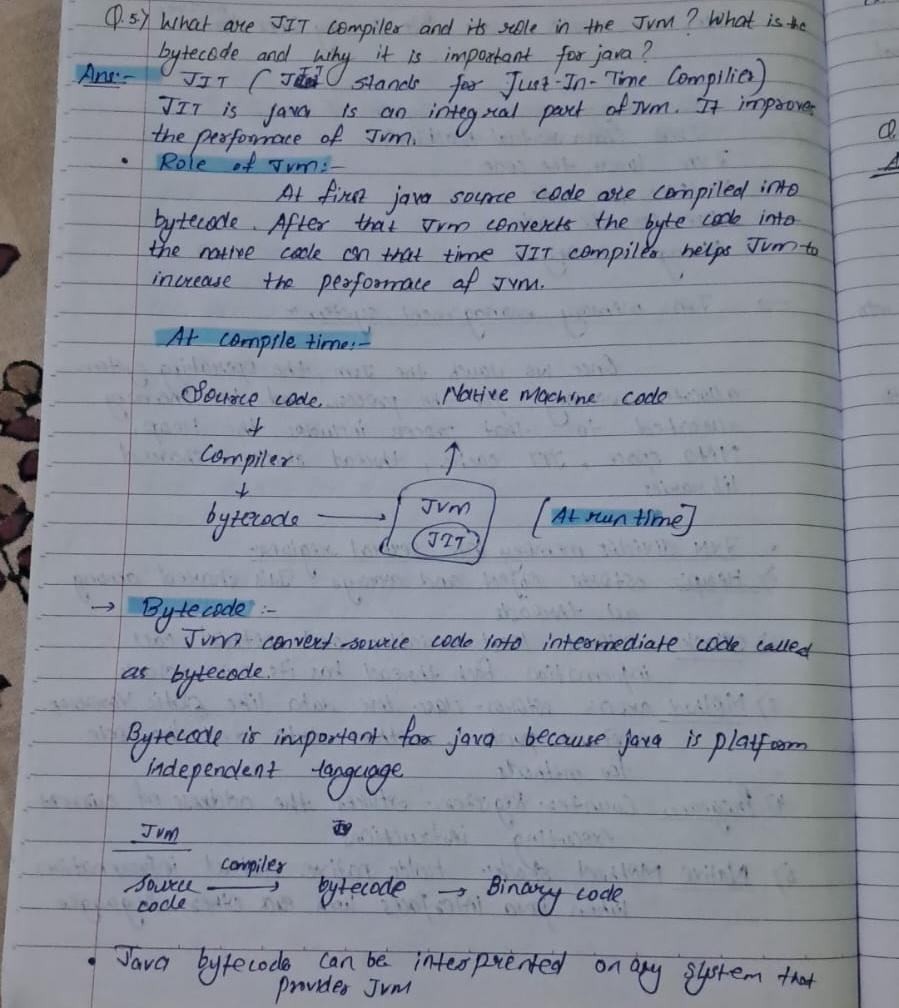 Q.5) What are JIT compiler and its role in the Jvm? What is the
bytecode and why it is important for java?
Ans:- JIT ( stands for Just-In-Time Compilier)
JIT is java is an integral part of Jvm. It improves
the performace of Jvm.
• Role of Jvm:-
At first java source code are compiled into
bytecode. After that Jvm converts the byte code into
the native code on that time JIT compiler helps Jvm to
increase the performace of JVM.
At compile time:-
Source code Native Machine code
↓ ↑
Compiler
↓
bytecode → JVM [At run time]
JIT
→ Bytecode :-
Jvm convert source code into intermediate code called
as bytecode.
Bytecode is important for java because java is platform
independent language
Jvm
compiler
Source → bytecode → Binary code
code
• Java bytecode can be interprented on any system that
provides JVM
Q
A